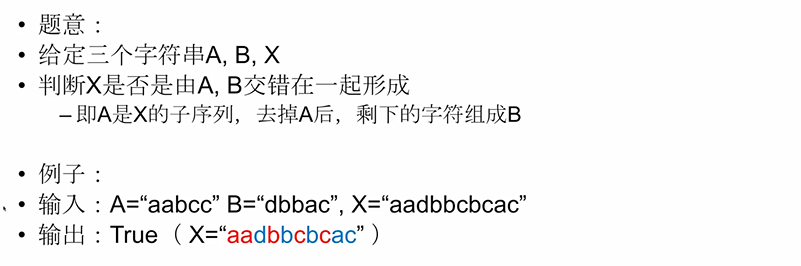 • 题意：
• 给定三个字符串A, B, X
• 判断X是否是由A, B交错在一起形成
– 即A是X的子序列，去掉A后，剩下的字符组成B
• 例子：
• 输入：A=“aabcc” B=“dbbac”, X=“aadbbcbcac”
• 输出：True（ X=“aadbbcbcac” ）